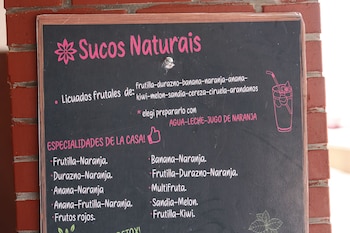 Sucos Naturais
• Licuados frutales de: frutilla-durazno-banana-naranja-anana-
kiwi-melon-sandia-cereza-ciruela-arandanos
* elegi prepararlo con
AGUA-LECHE-JUGO DE NARANJA
ESPECIALIDADES DE LA CASA!
·Frutilla-Naranja.
·Durazno-Naranja.
·Anana-Naranja
·Anana-Frutilla-Naranja.
·Frutos rojos.
·Banana-Naranja.
·Frutilla-Durazno-Naranja.
·Multifruta.
·Sandia-Melon.
·Frutilla-Kiwi.